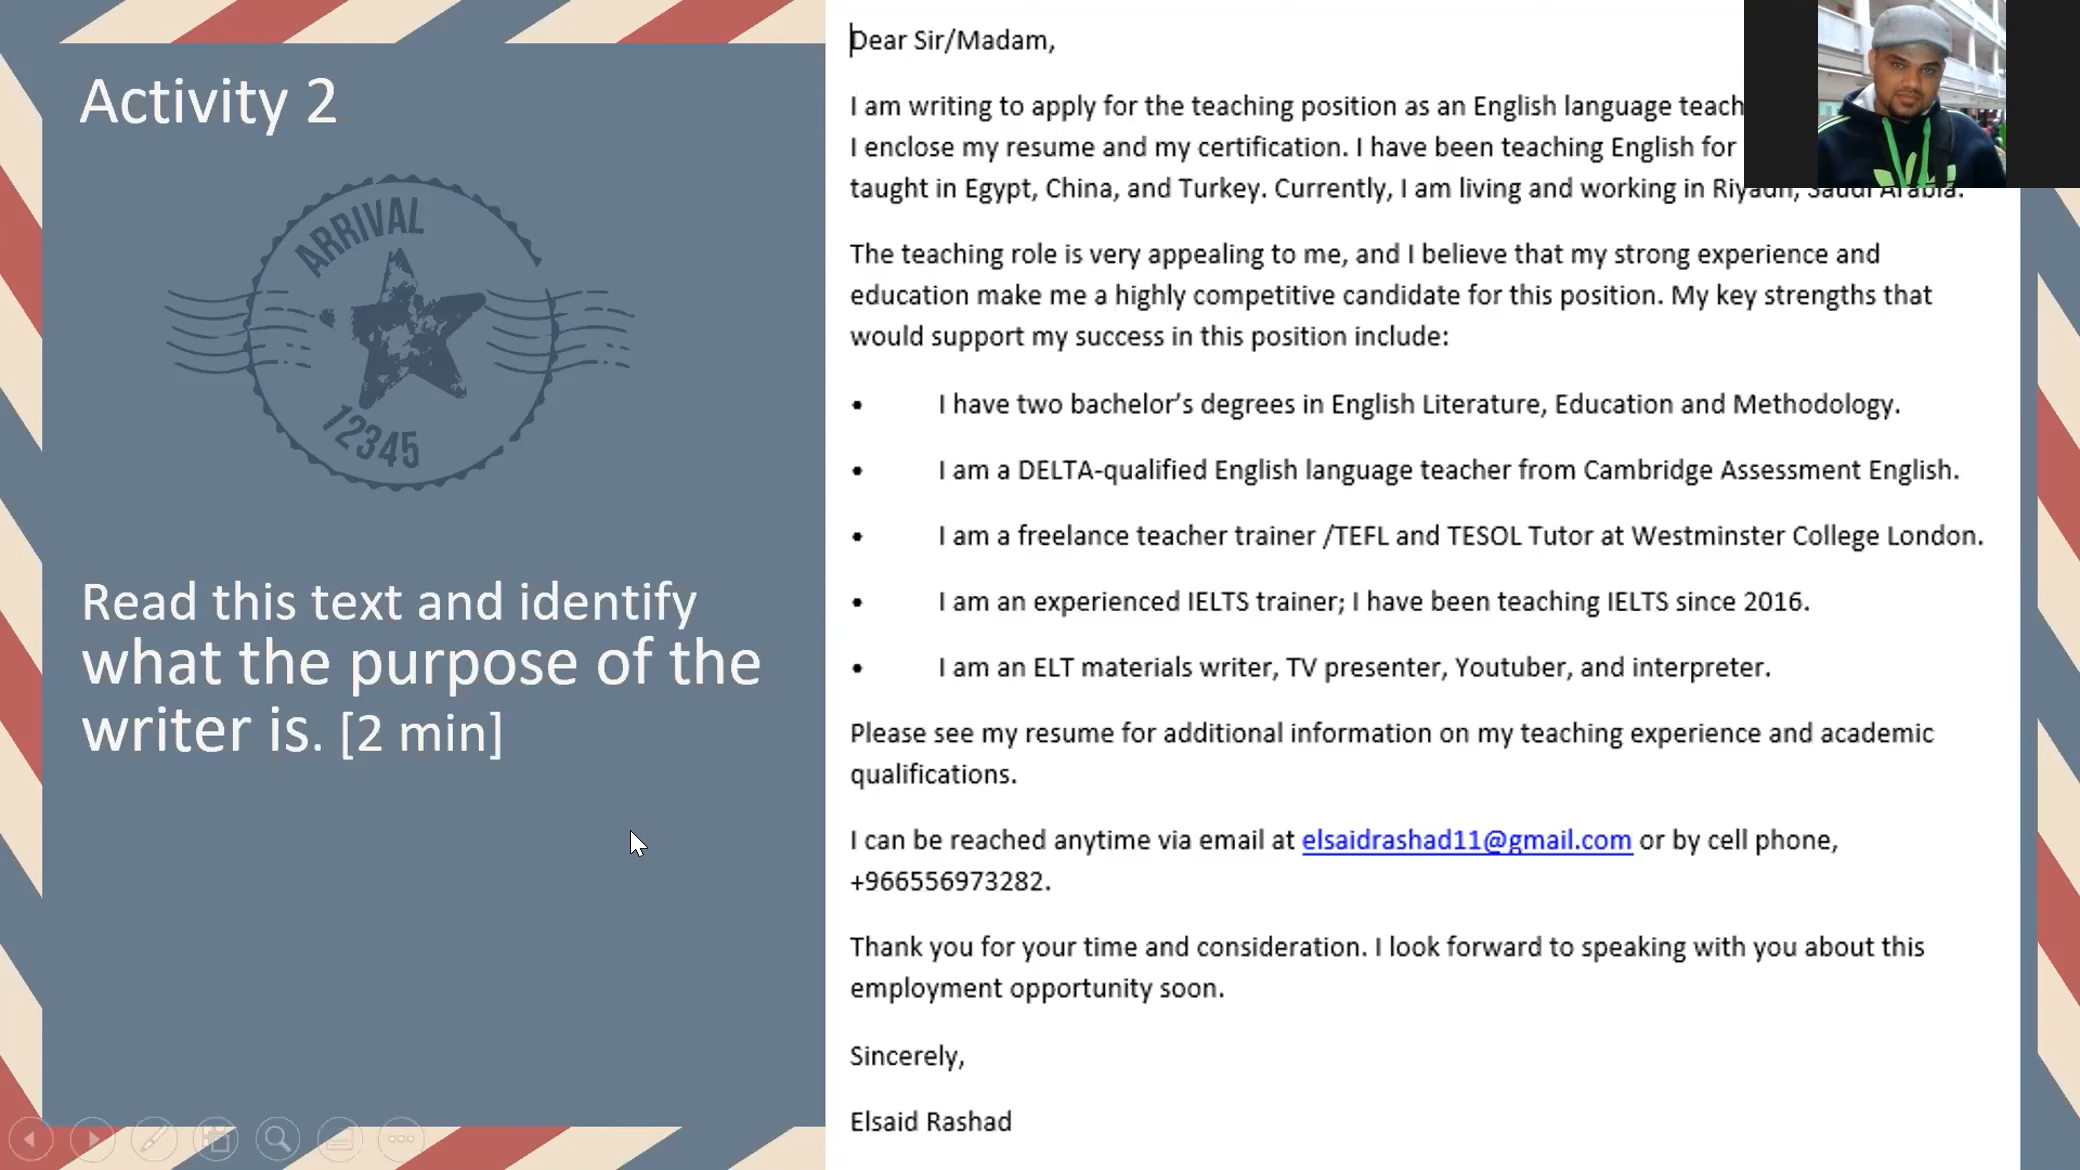 Activity 2
ARRIVAL
12345
Read this text and identify
what the purpose of the
writer is. [2 min]
Dear Sir/Madam,
I am writing to apply for the teaching position as an English language
I enclose my resume and my certification. I have been teaching English for
taught in Egypt, China, and Turkey. Currently, I am living and working in Riyadh, Saudi Arabia.
The teaching role is very appealing to me, and I believe that my strong experience and
education make me a highly competitive candidate for this position. My key strengths that
would support my success in this position include:
• I have two bachelor’s degrees in English Literature, Education and Methodology.
• I am a DELTA-qualified English language teacher from Cambridge Assessment English.
• I am a freelance teacher trainer /TEFL and TESOL Tutor at Westminster College London.
• I am an experienced IELTS trainer; I have been teaching IELTS since 2016.
• I am an ELT materials writer, TV presenter, Youtuber, and interpreter.
Please see my resume for additional information on my teaching experience and academic
qualifications.
I can be reached anytime via email at elsaidrashad11@gmail.com or by cell phone,
+966556973282.
Thank you for your time and consideration. I look forward to speaking with you about this
employment opportunity soon.
Sincerely,
Elsaid Rashad